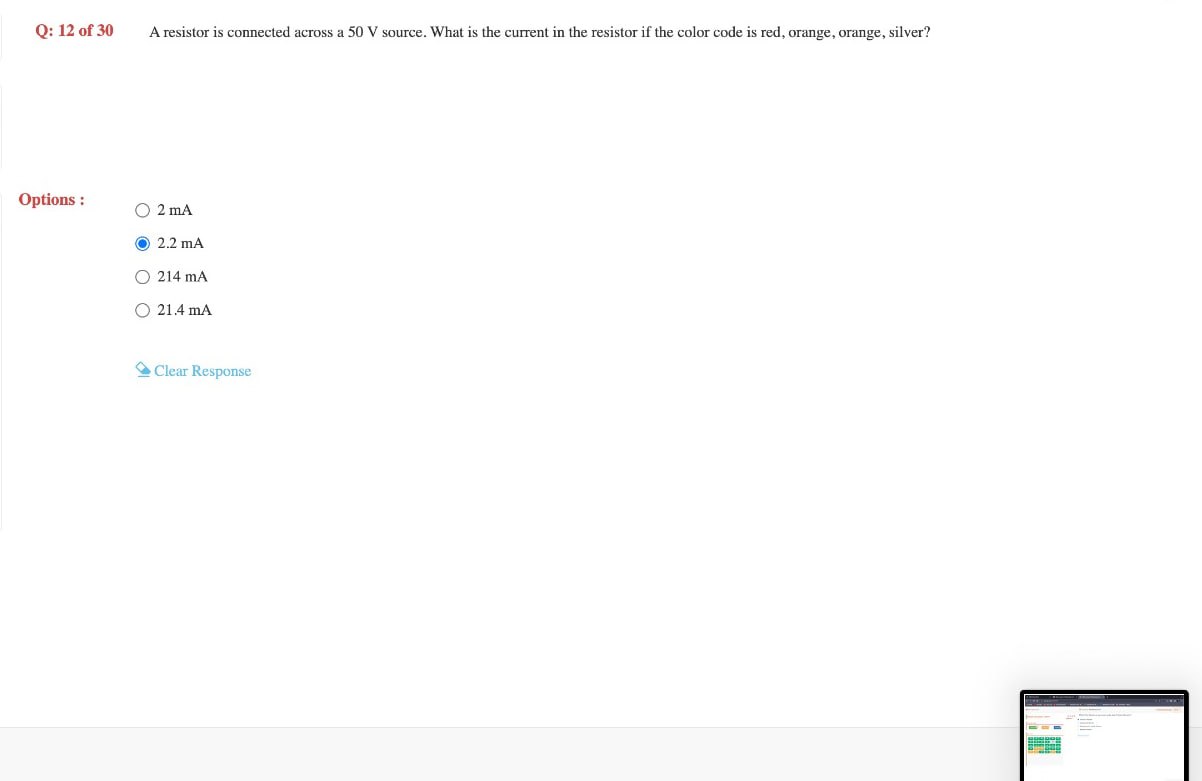 Q: 12 of 30 A resistor is connected across a 50 V source. What is the current in the resistor if the color code is red, orange, orange, silver?
Options :
2 mA
2.2 mA
214 mA
21.4 mA
Clear Response